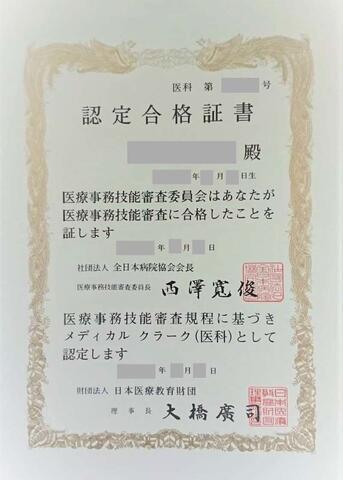 医科 第 号
認定合格証書
殿
年 月 日生
医療事務技能審査委員会はあなたが
医療事務技能審査に合格したことを
証します
年 月 日
社団法人 全日本病院協会会長
医療事務技能審査委員長 西澤寬俊
医療事務技能審査規程に基づき
メディカル クラーク(医科)として
認定します
年 月 日
財団法人 日本医療教育財団
理事長 大橋廣司